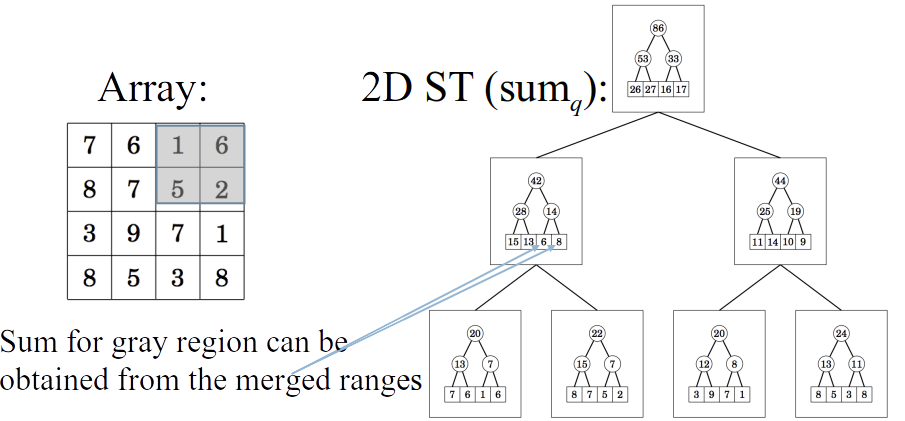 Array:
2D ST (sum_q):
7 6 1 6
8 7 5 2
3 9 7 1
8 5 3 8
Sum for gray region can be
obtained from the merged ranges
86
53 33
26 27 16 17
42
28 14
15 13 6 8
44
25 19
11 14 10 9
20
13 7
7 6 1 6
22
15 7
8 7 5 2
20
12 8
3 9 7 1
24
13 11
8 5 3 8